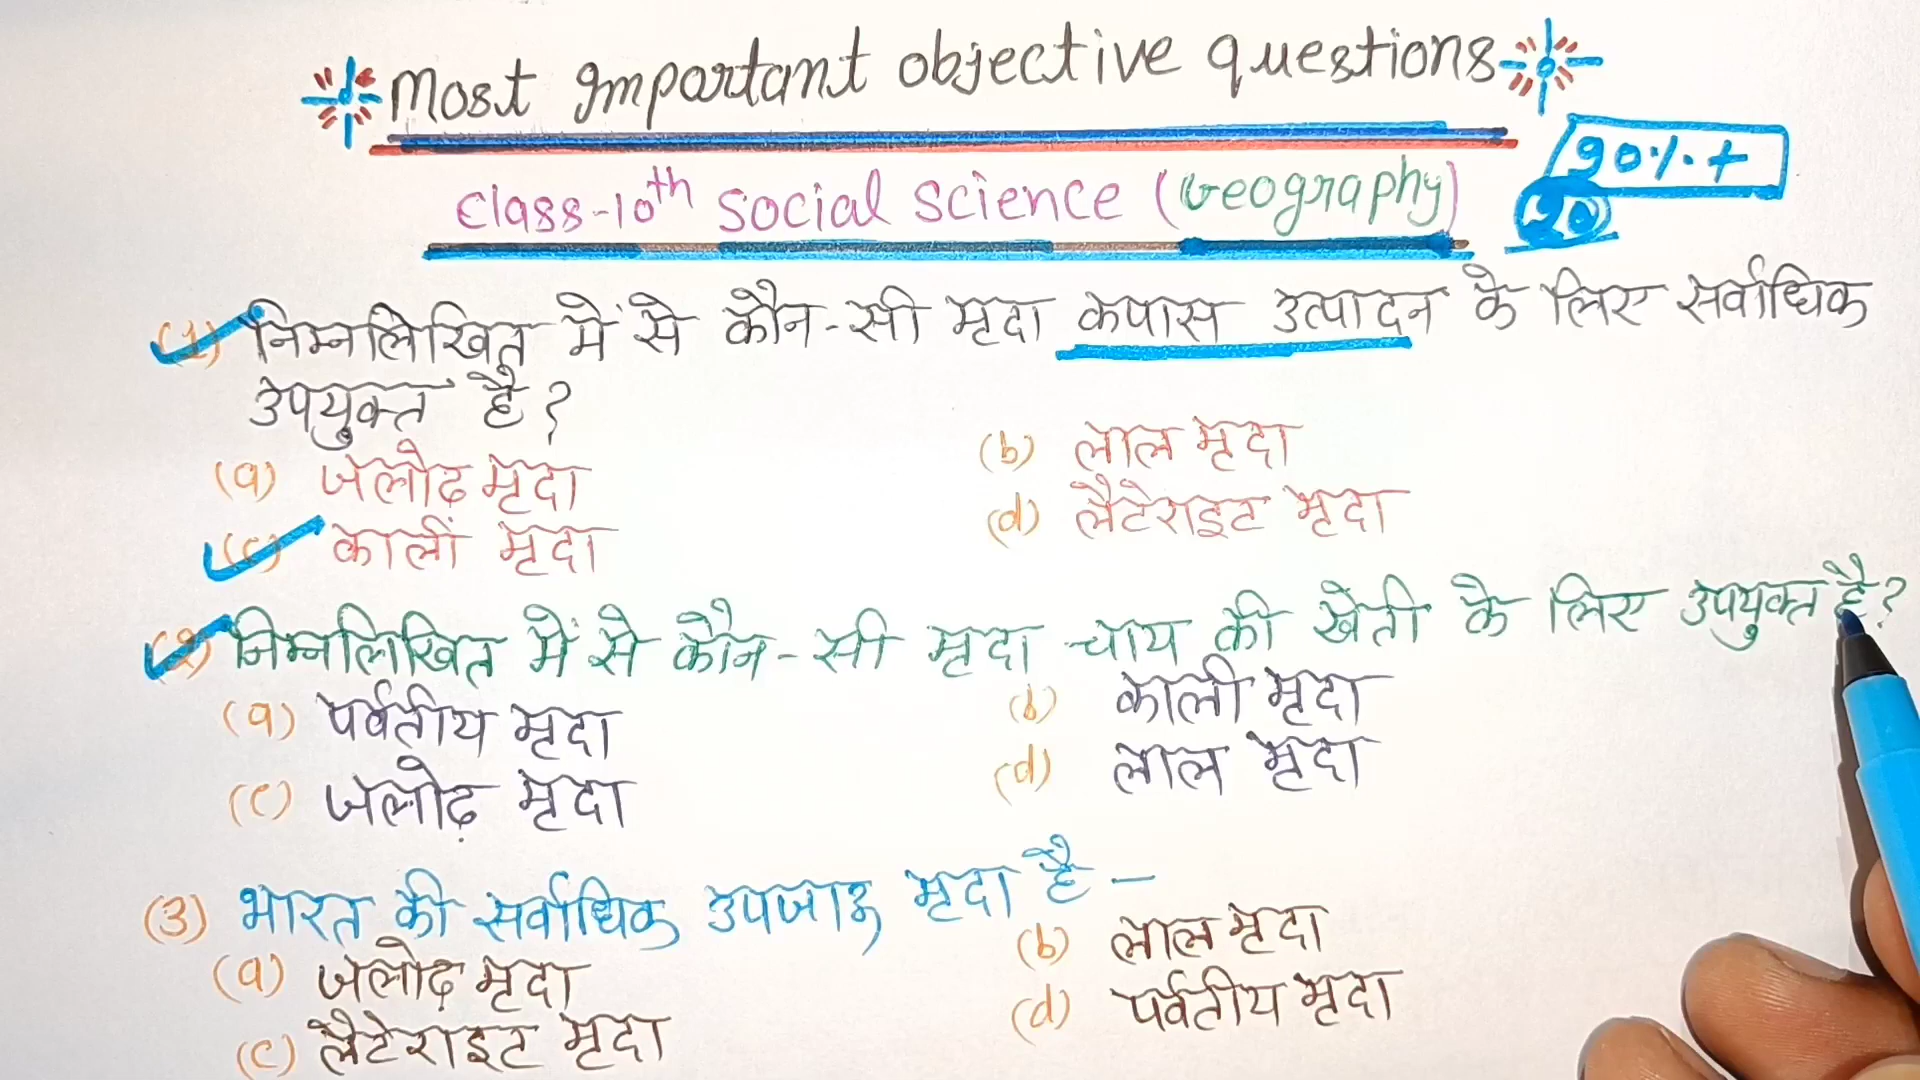 Most Important objective questions
90%+
20
Class-10th Social Science (Geography)
(1) निम्नलिखित में से कौन-सी मृदा कपास उत्पादन के लिए सर्वाधिक
उपयुक्त है?
(a) जलोढ़ मृदा (b) लाल मृदा
(c) काली मृदा (d) लैटेराइट मृदा
(2) निम्नलिखित में से कौन-सी मृदा चाय की खेती के लिए उपयुक्त है?
(a) पर्वतीय मृदा (b) काली मृदा
(c) जलोढ़ मृदा (d) लाल मृदा
(3) भारत की सर्वाधिक उपजाऊ मृदा है –
(a) जलोढ़ मृदा (b) लाल मृदा
(c) लैटेराइट मृदा (d) पर्वतीय मृदा